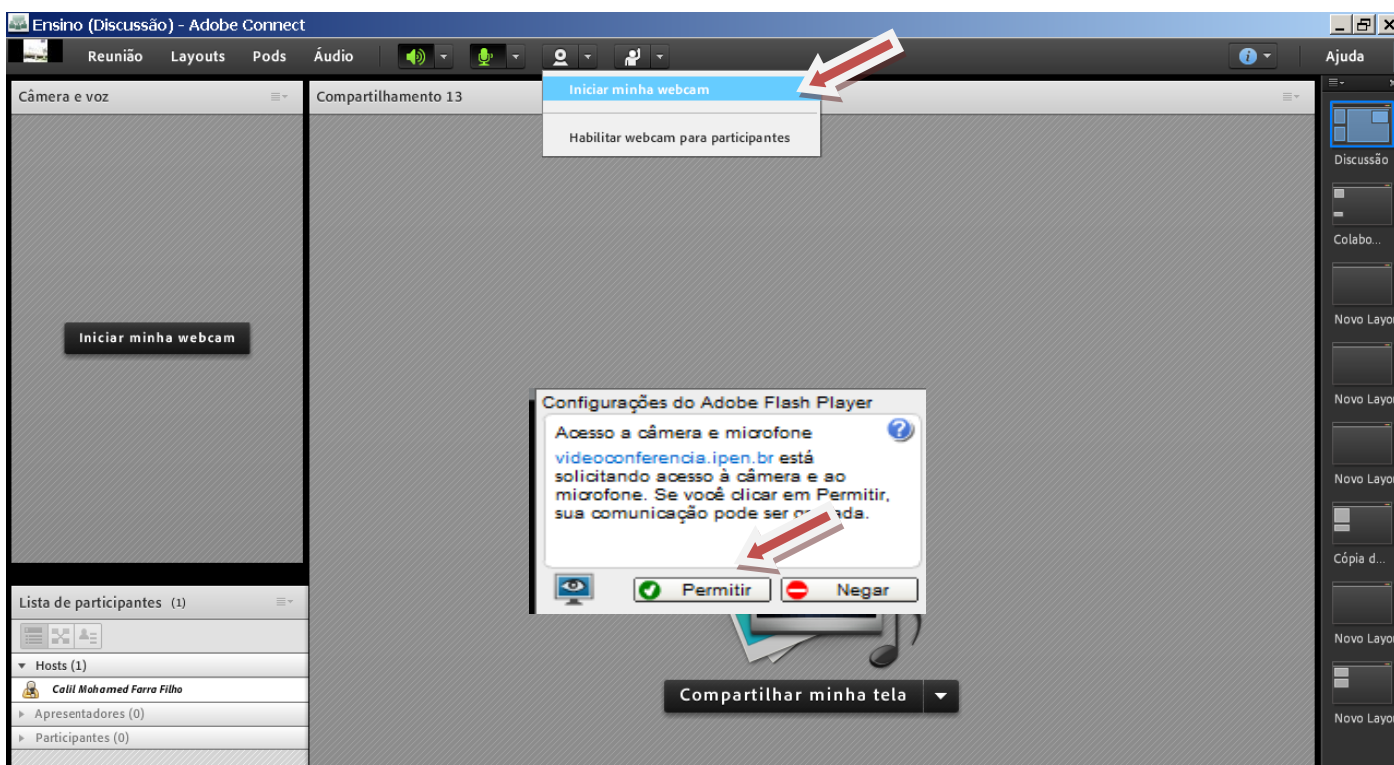 Ensino (Discussão) - Adobe Connect
Reunião Layouts Pods Áudio Ajuda
Câmera e voz
Compartilhamento 13
Iniciar minha webcam
Habilitar webcam para participantes
Iniciar minha webcam
Configurações do Adobe Flash Player
Acesso a câmera e microfone
videoconferencia.ipen.br está
solicitando acesso à câmera e ao
microfone. Se você clicar em Permitir,
sua comunicação pode ser
Permitir Negar
Compartilhar minha tela
Lista de participantes (1)
Hosts (1)
Calil Mohamed Farra Filho
Apresentadores (0)
Participantes (0)
Discussão
Colabo...
Novo Layo
Novo Layo
Novo Layo
Cópia d...
Novo Layo
Novo Layo